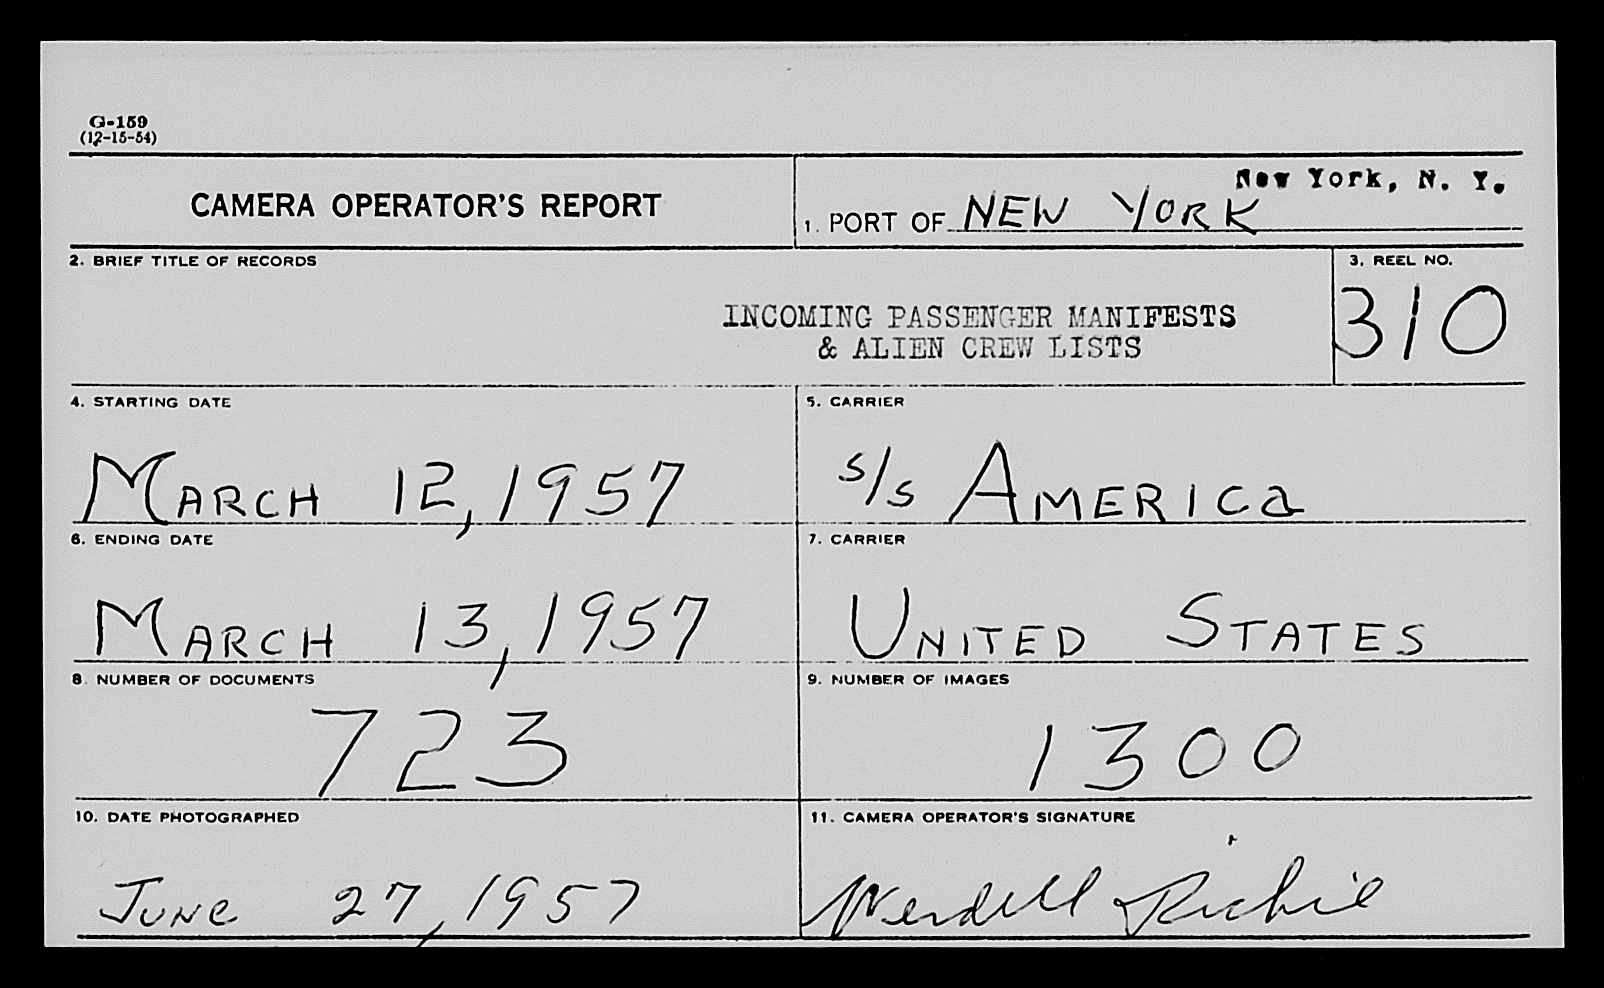 G-159
(12-15-54)
CAMERA OPERATOR'S REPORT
New York, N. Y.
1. PORT OF NEW YORK
2. BRIEF TITLE OF RECORDS
INCOMING PASSENGER MANIFESTS
& ALIEN CREW LISTS
3. REEL NO.
310
4. STARTING DATE
MARCH 12, 1957
5. CARRIER
S/S AMERICa
6. ENDING DATE
MARCH 13, 1957
7. CARRIER
UNITED STATES
8. NUMBER OF DOCUMENTS
723
9. NUMBER OF IMAGES
1300
10. DATE PHOTOGRAPHED
JUNe 27, 1957
11. CAMERA OPERATOR'S SIGNATURE
Wendell Richie